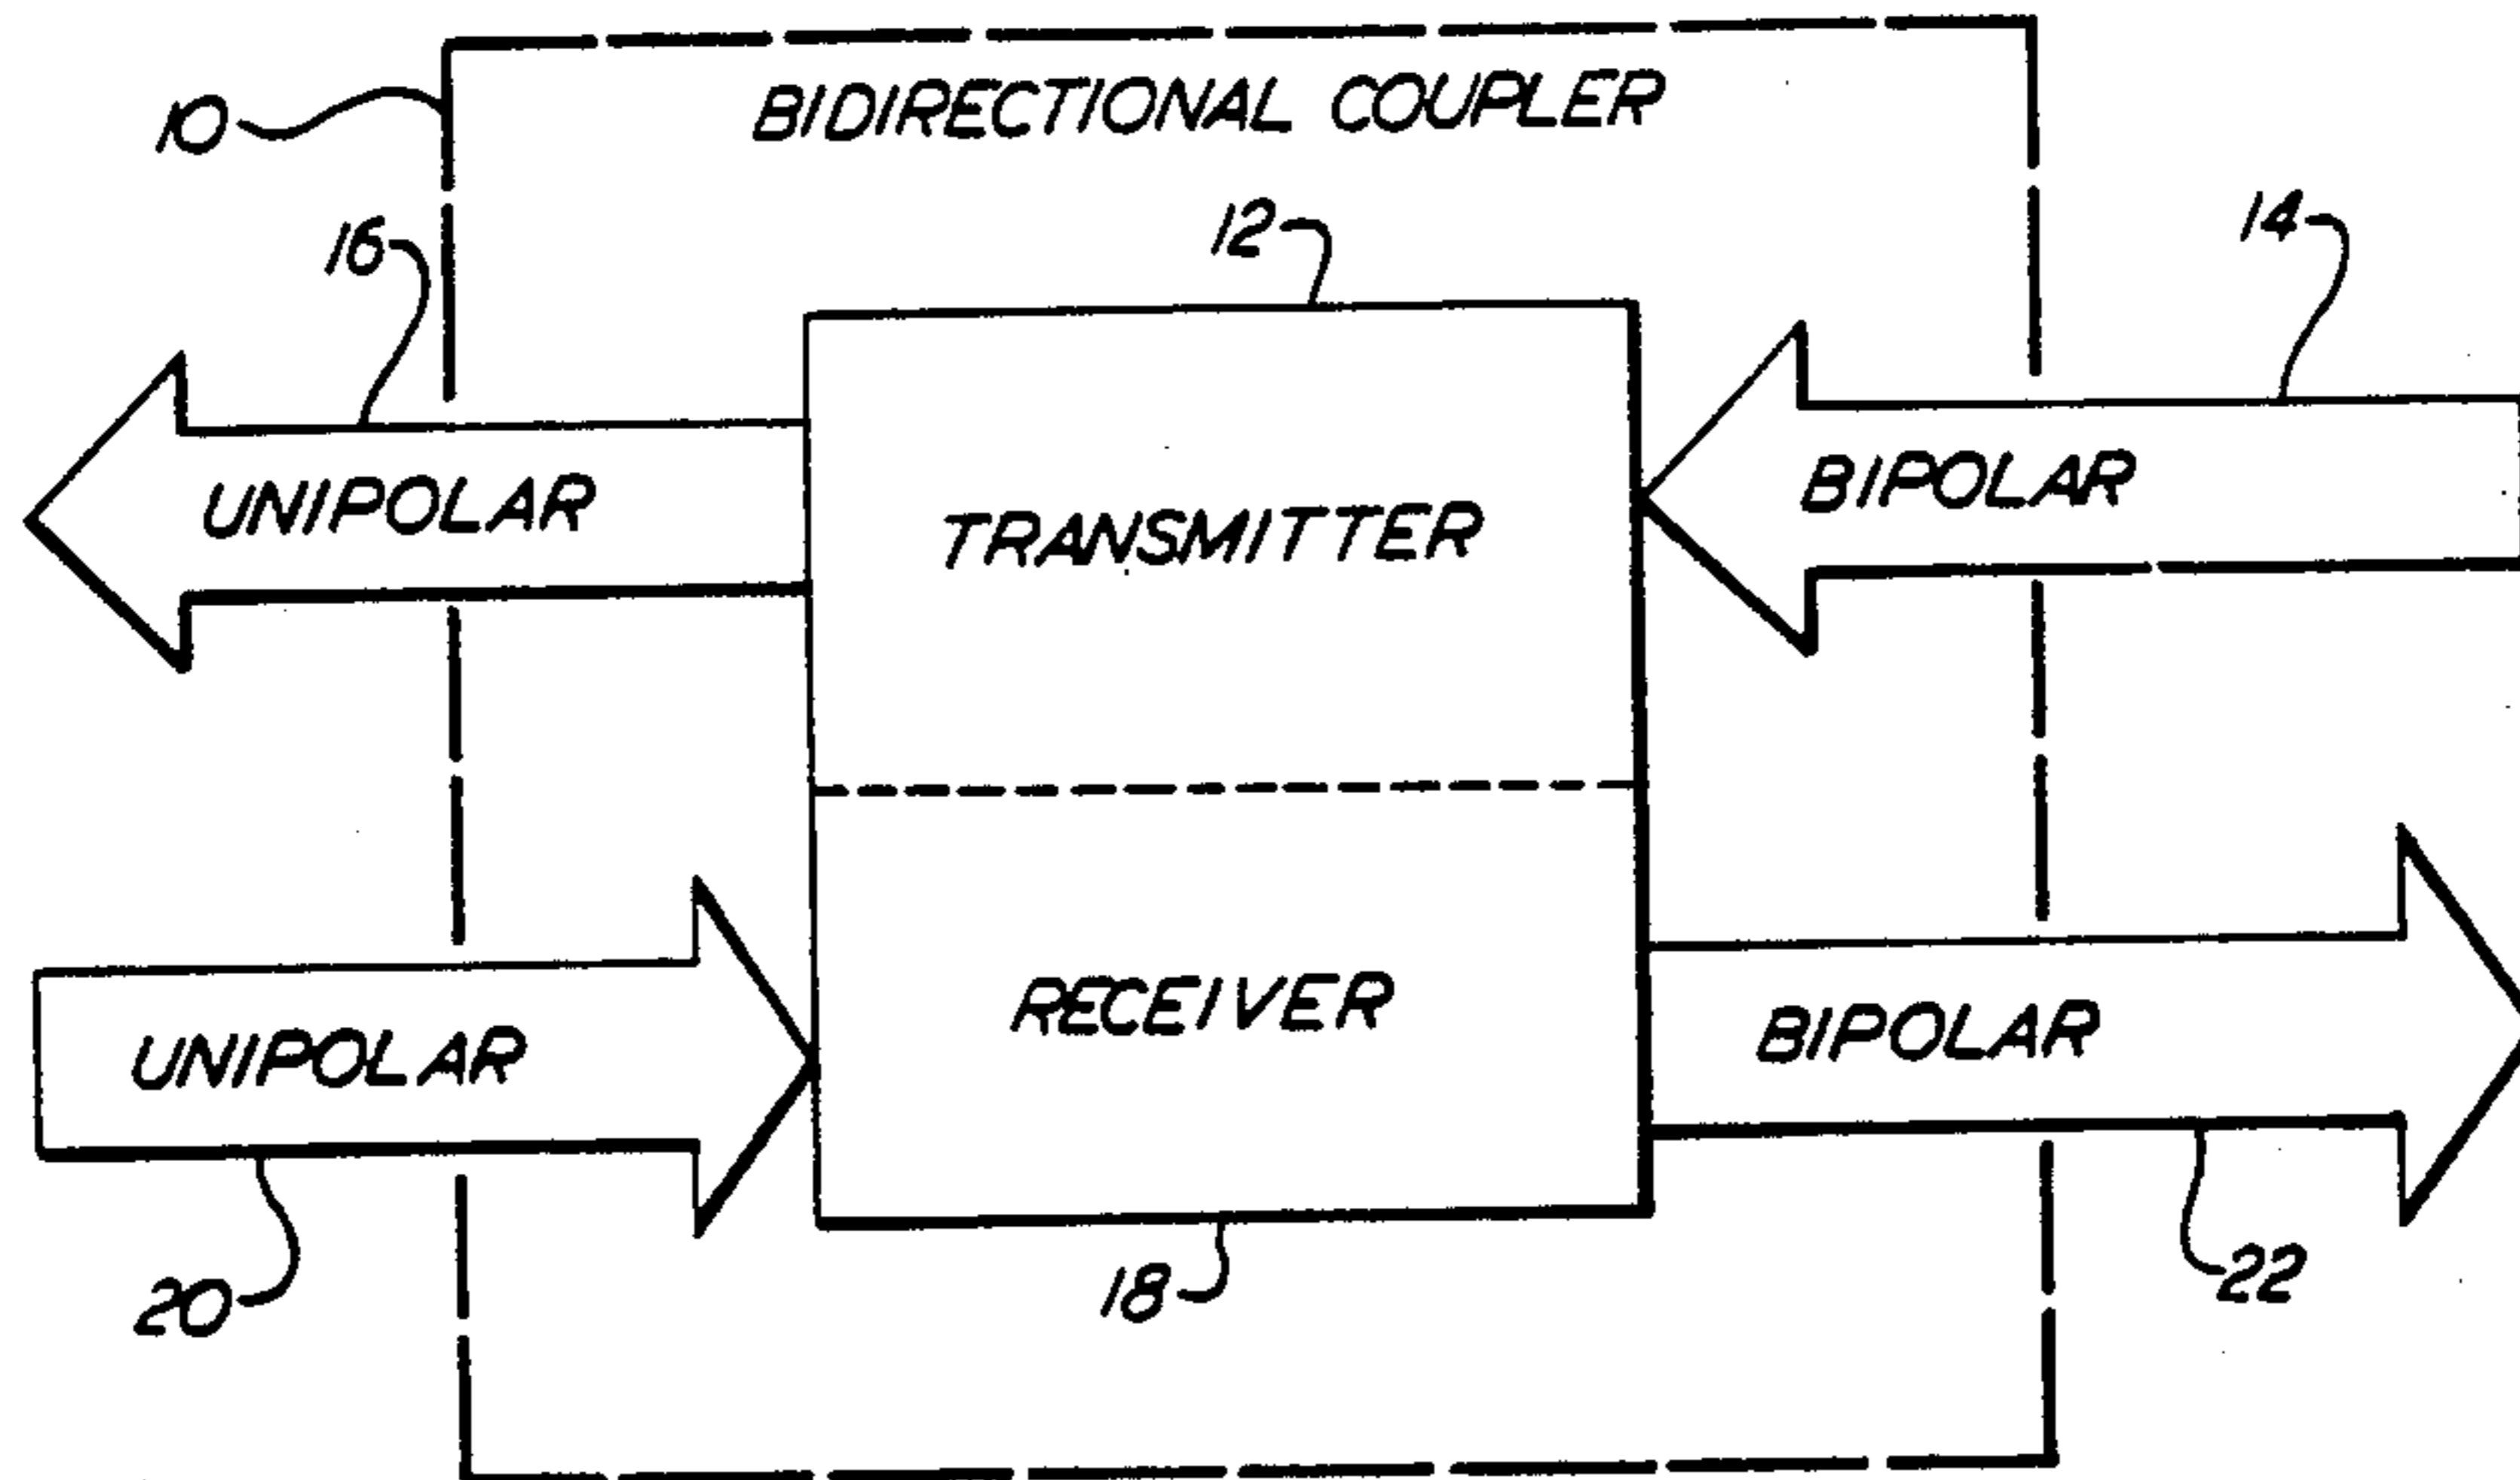 BIDIRECTIONAL COUPLER
10
16
12
14
UNIPOLAR
TRANSMITTER
BIPOLAR
UNIPOLAR
RECEIVER
BIPOLAR
20
18
22